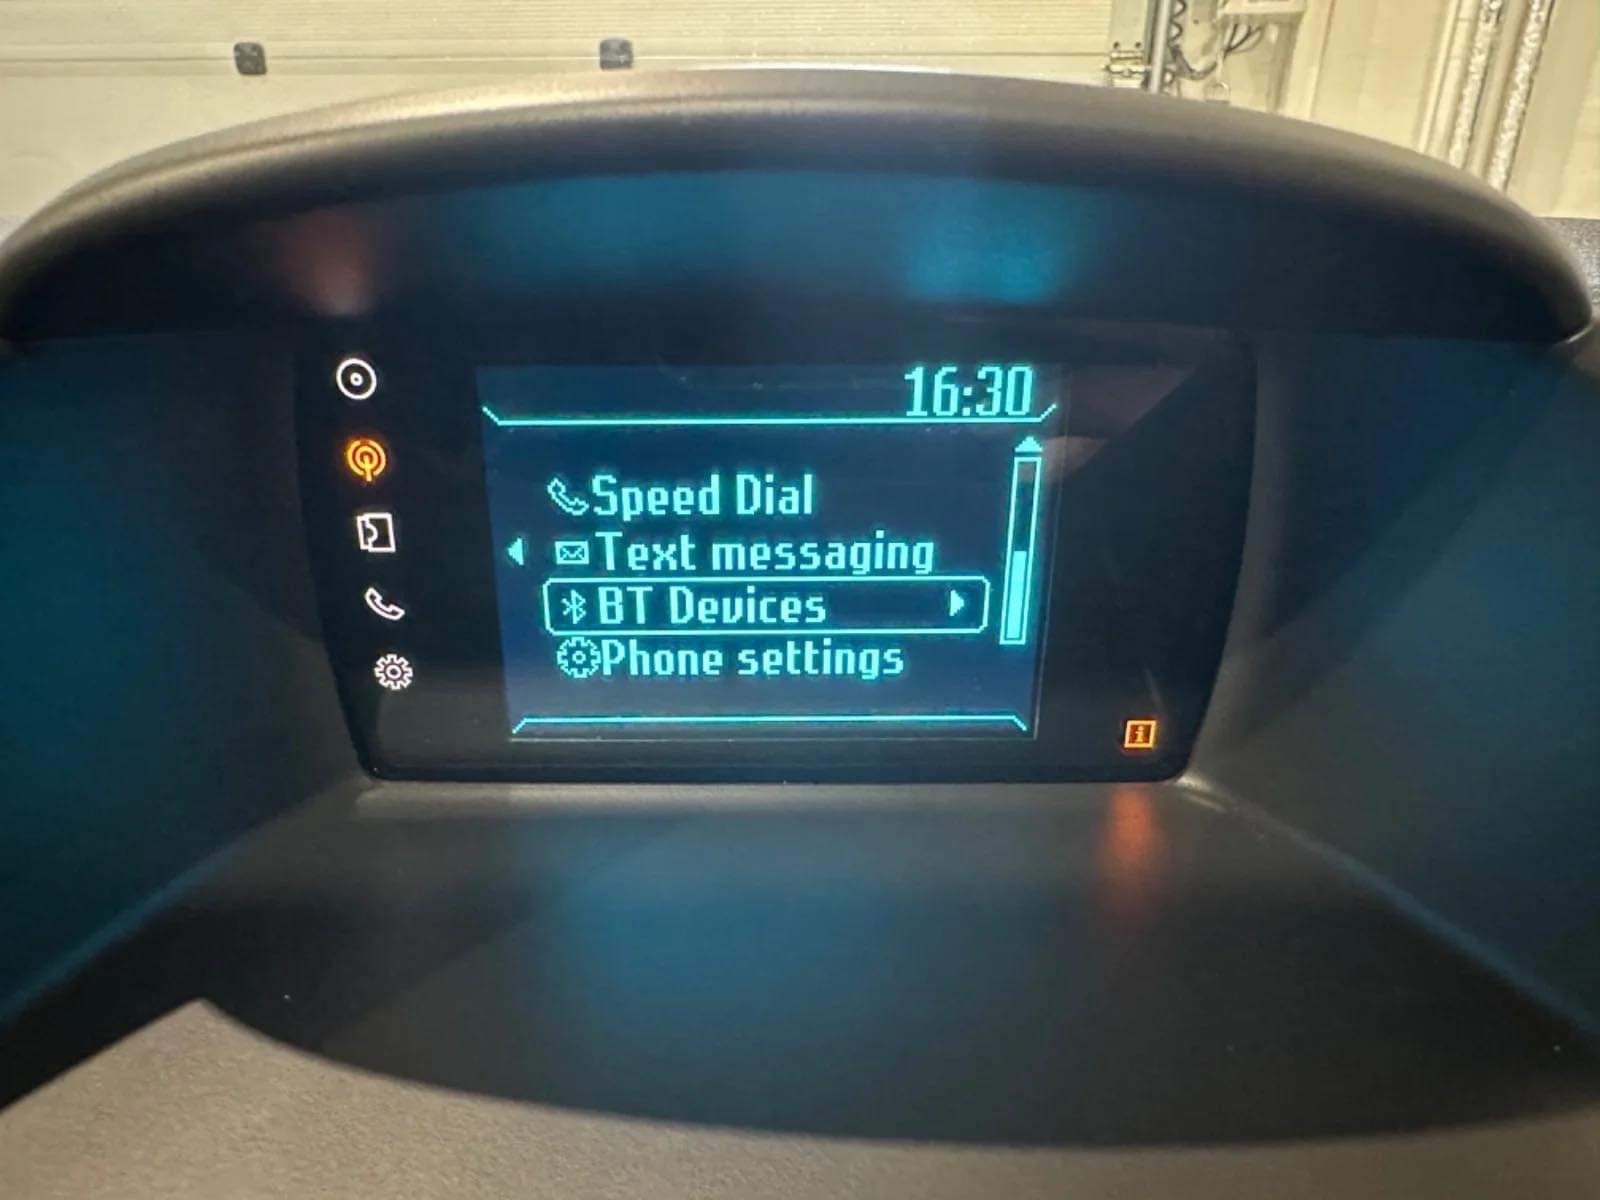 16:30
Speed Dial
Text messaging
BT Devices
Phone settings
i